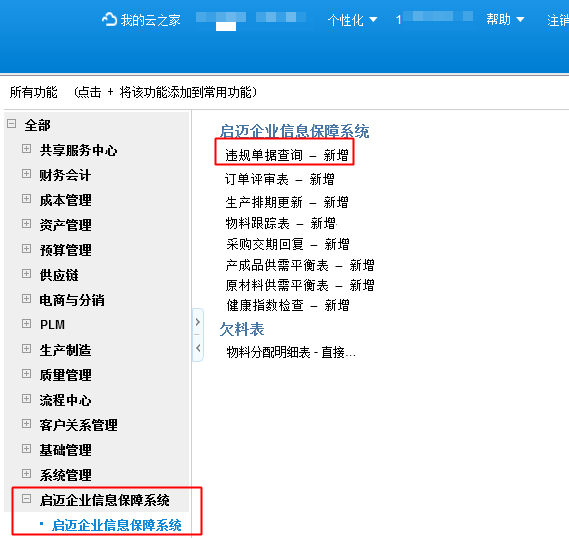 我的云之家 个性化 1 帮助 注销
所有功能 (点击 + 将该功能添加到常用功能)
全部
共享服务中心
财务会计
成本管理
资产管理
预算管理
供应链
电商与分销
PLM
生产制造
质量管理
流程中心
客户关系管理
基础管理
系统管理
启迈企业信息保障系统
启迈企业信息保障系统
启迈企业信息保障系统
违规单据查询 – 新增
订单评审表 – 新增
生产排期更新 – 新增
物料跟踪表 – 新增
采购交期回复 – 新增
产成品供需平衡表 – 新增
原材料供需平衡表 – 新增
健康指数检查 – 新增
欠料表
物料分配明细表 - 直接...